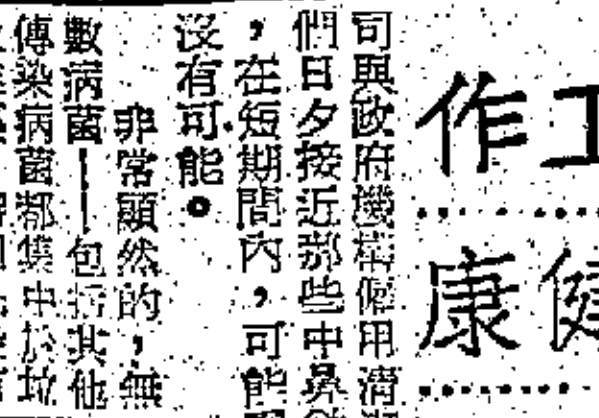 工作
健康
司與政府機構僱用清
們日夕接近那些中
，在短期間內，可能
沒有可能。
非常顯然的，無
數病菌——包括其他
傳染病菌都集中於垃